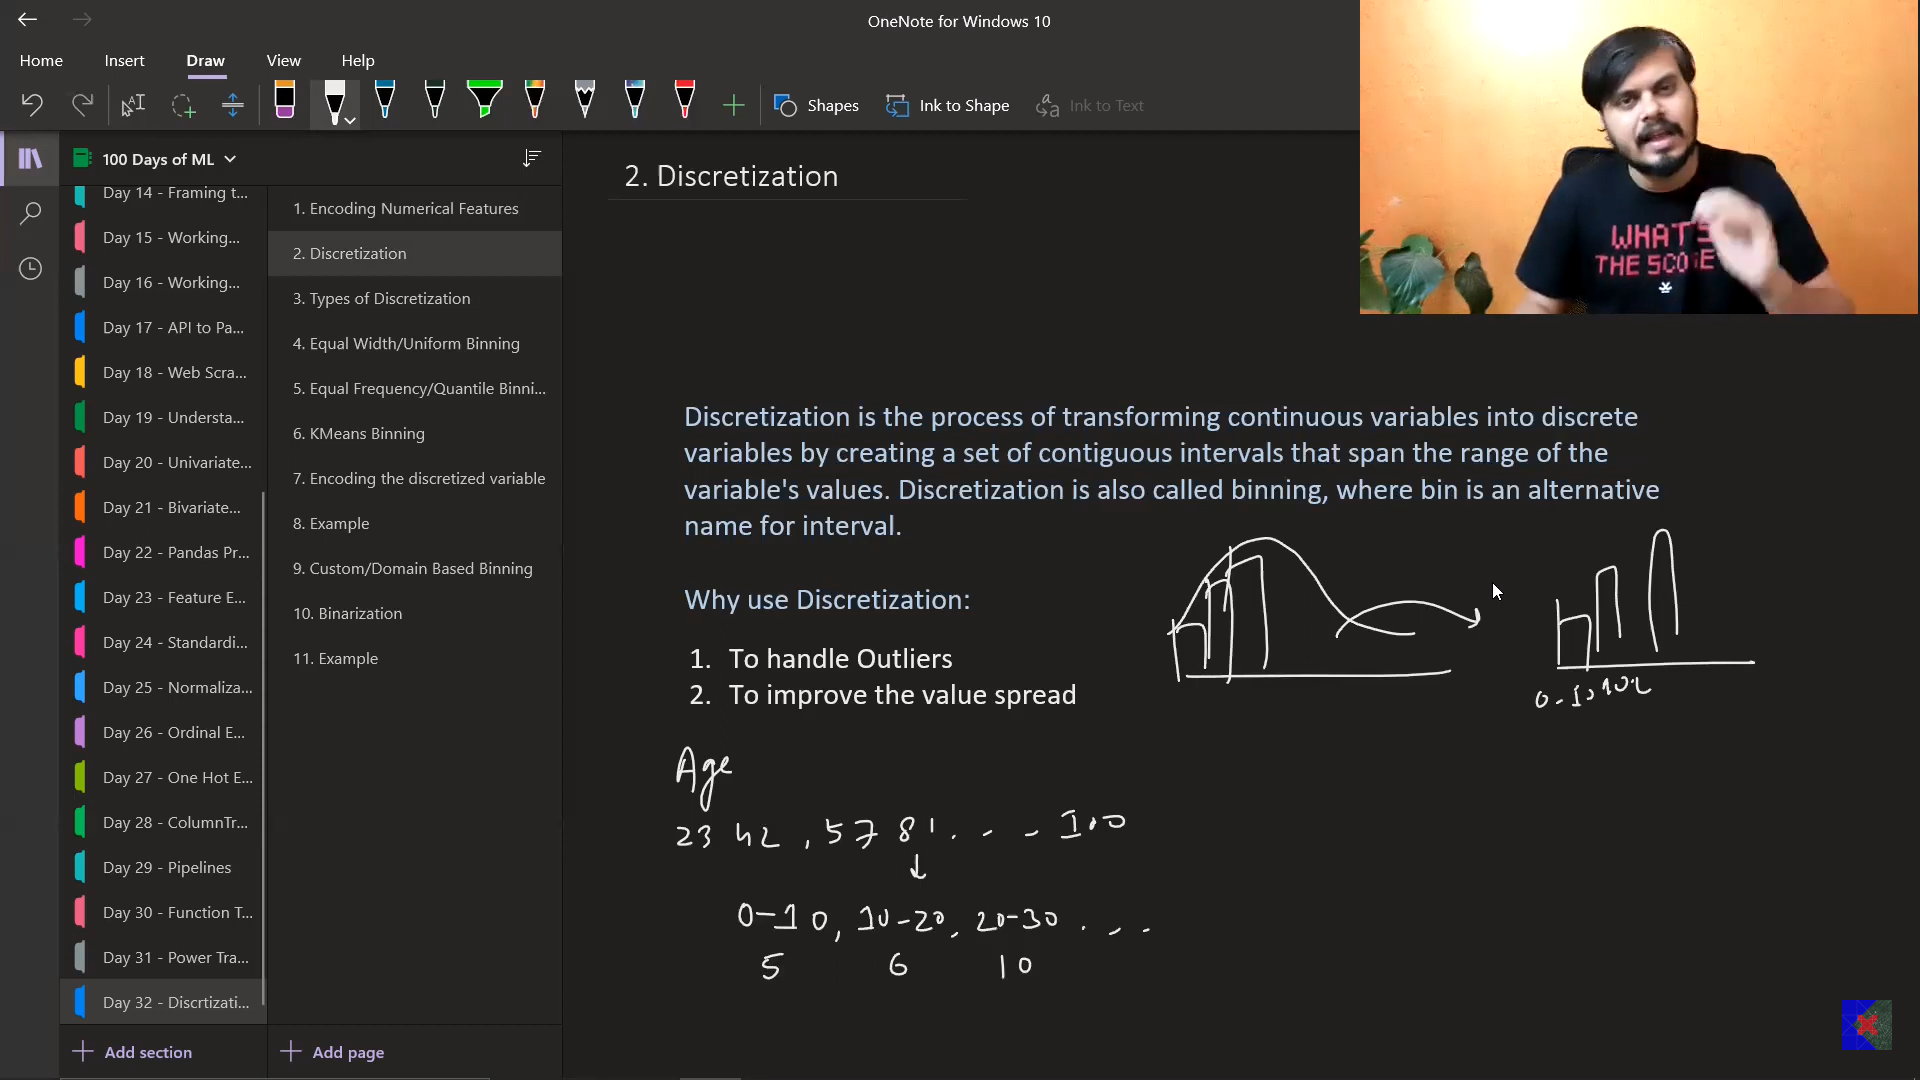 OneNote for Windows 10
Home Insert Draw View Help
Shapes Ink to Shape Ink to Text
100 Days of ML
Day 14 - Framing t...
Day 15 - Working...
Day 16 - Working...
Day 17 - API to Pa...
Day 18 - Web Scra...
Day 19 - Understa...
Day 20 - Univariate...
Day 21 - Bivariate...
Day 22 - Pandas Pr...
Day 23 - Feature E...
Day 24 - Standardi...
Day 25 - Normaliza...
Day 26 - Ordinal E...
Day 27 - One Hot E...
Day 28 - ColumnTr...
Day 29 - Pipelines
Day 30 - Function T...
Day 31 - Power Tra...
Day 32 - Discrtizati...
Add section
1. Encoding Numerical Features
2. Discretization
3. Types of Discretization
4. Equal Width/Uniform Binning
5. Equal Frequency/Quantile Binni...
6. KMeans Binning
7. Encoding the discretized variable
8. Example
9. Custom/Domain Based Binning
10. Binarization
11. Example
Add page
2. Discretization
WHAT'S
THE
Discretization is the process of transforming continuous variables into discrete
variables by creating a set of contiguous intervals that span the range of the
variable's values. Discretization is also called binning, where bin is an alternative
name for interval.
Why use Discretization:
1. To handle Outliers
2. To improve the value spread
0-10
Age
23 42 , 57 81 . - - 100
0-10, 10-20, 20-30 . . .
5 6 10